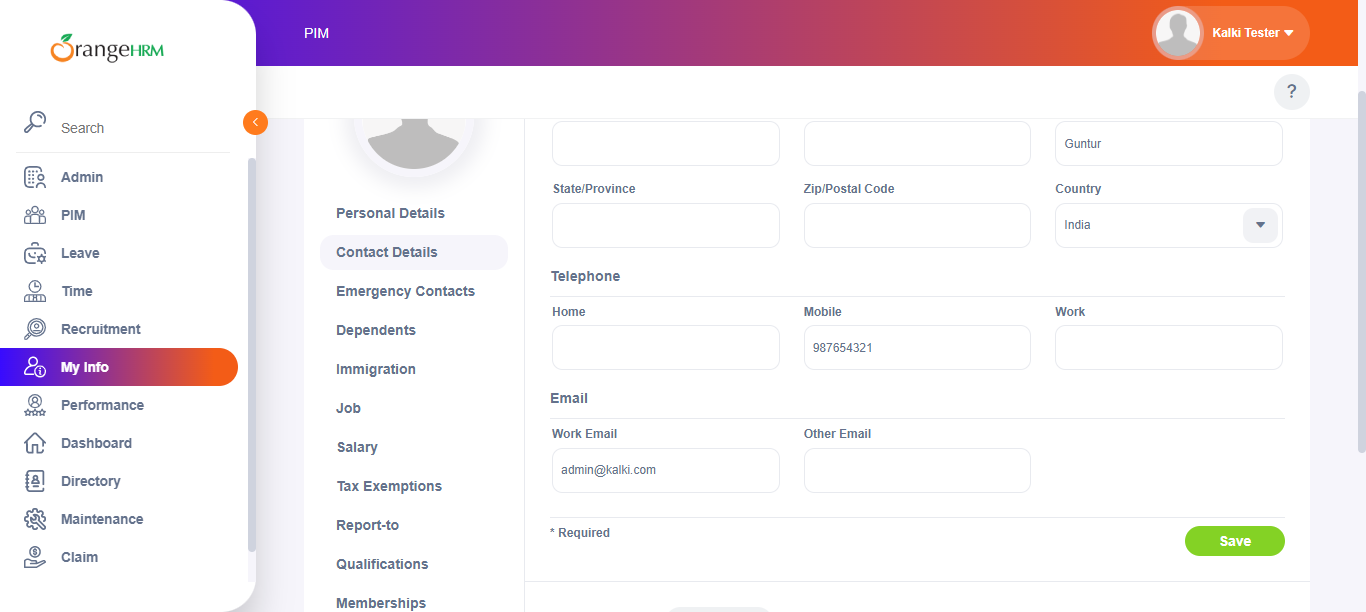 PIM
Kalki Tester
OrangeHRM
?
Search
Admin
PIM
Leave
Time
Recruitment
My Info
Performance
Dashboard
Directory
Maintenance
Claim
Personal Details
Contact Details
Emergency Contacts
Dependents
Immigration
Job
Salary
Tax Exemptions
Report-to
Qualifications
Memberships
Guntur
State/Province Zip/Postal Code Country
India
Telephone
Home Mobile Work
987654321
Email
Work Email Other Email
admin@kalki.com
* Required
Save